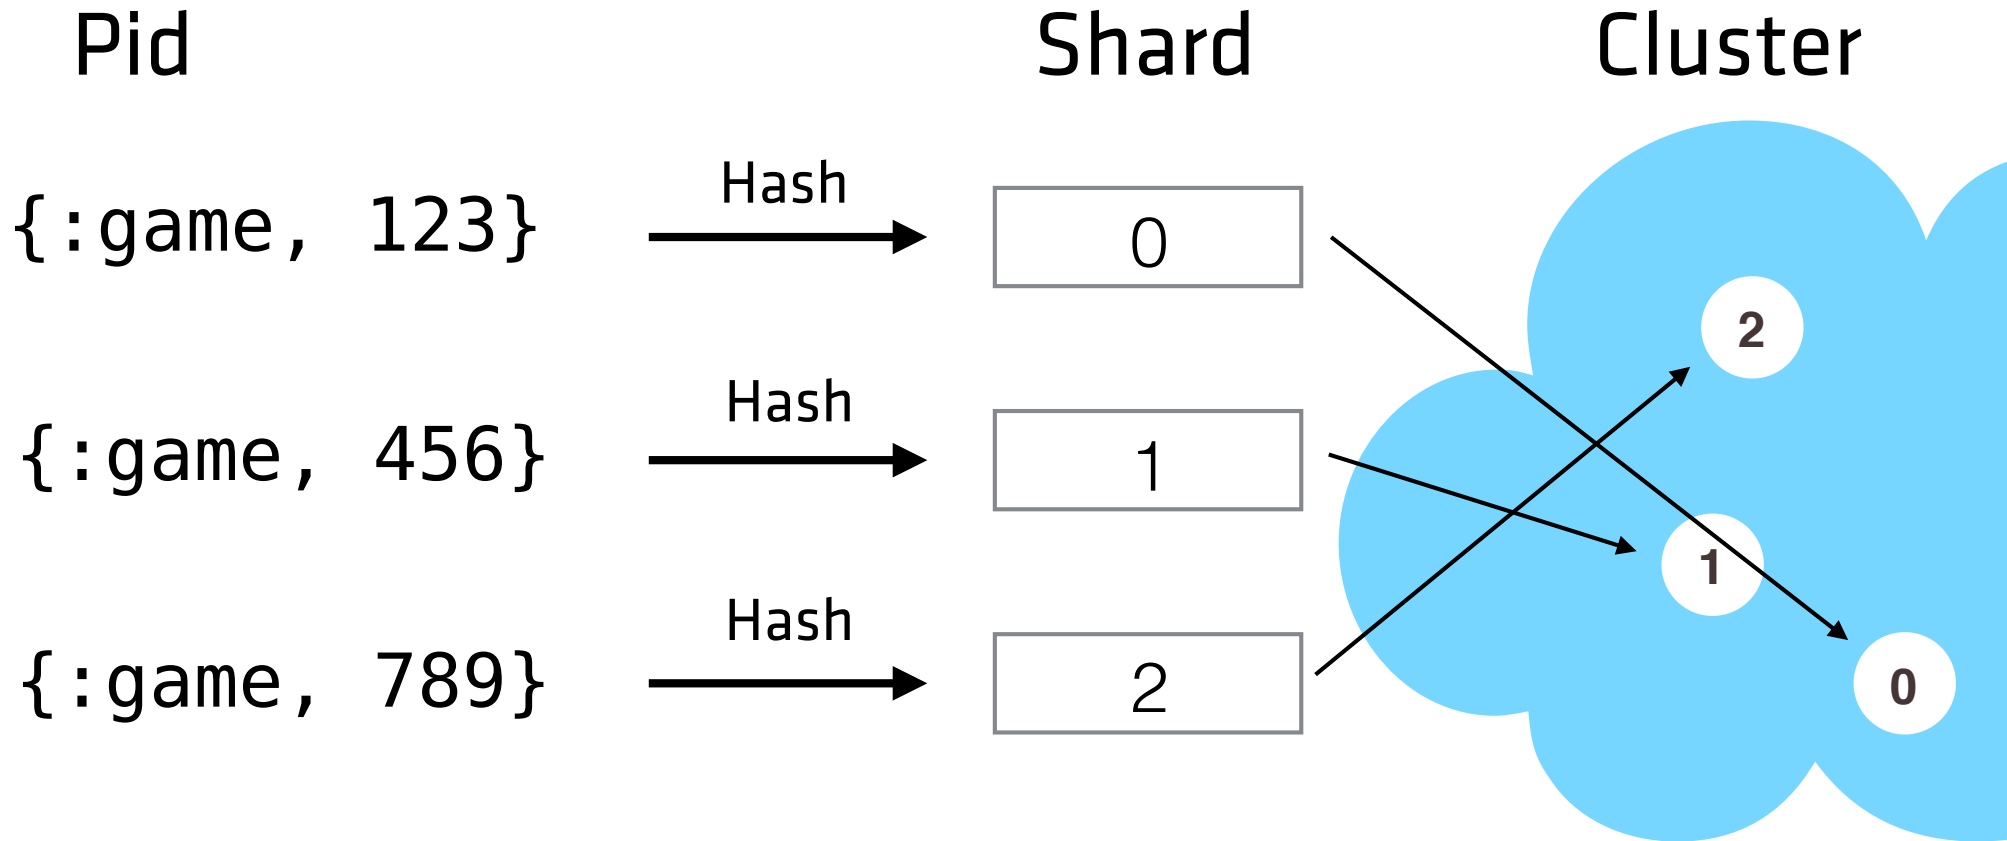 Pid
Shard
Cluster
{:game, 123}
Hash
0
2
{:game, 456}
Hash
1
1
{:game, 789}
Hash
2
0